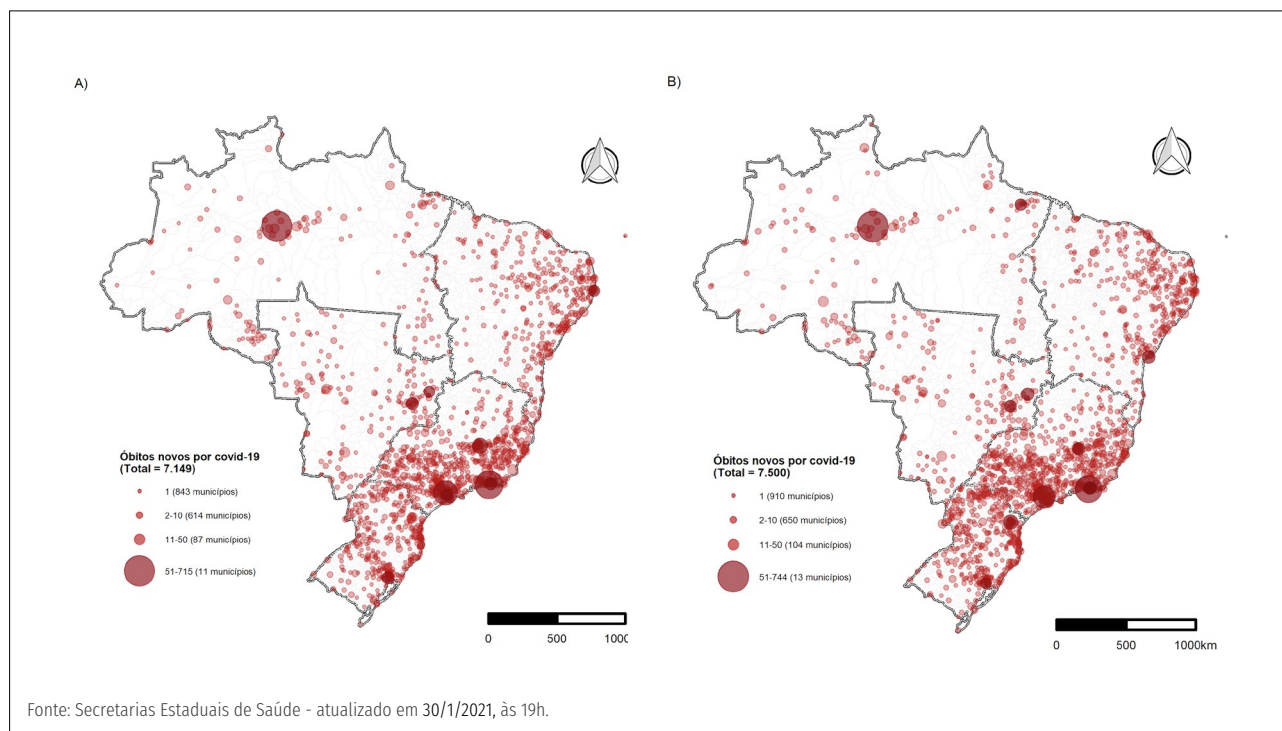 A)
Óbitos novos por covid-19
(Total = 7.149)
1 (843 municípios)
2-10 (614 municípios)
11-50 (87 municípios)
51-715 (11 municípios)
0 500 1000
B)
Óbitos novos por covid-19
(Total = 7.500)
1 (910 municípios)
2-10 (650 municípios)
11-50 (104 municípios)
51-744 (13 municípios)
0 500 1000km
Fonte: Secretarias Estaduais de Saúde - atualizado em 30/1/2021, às 19h.